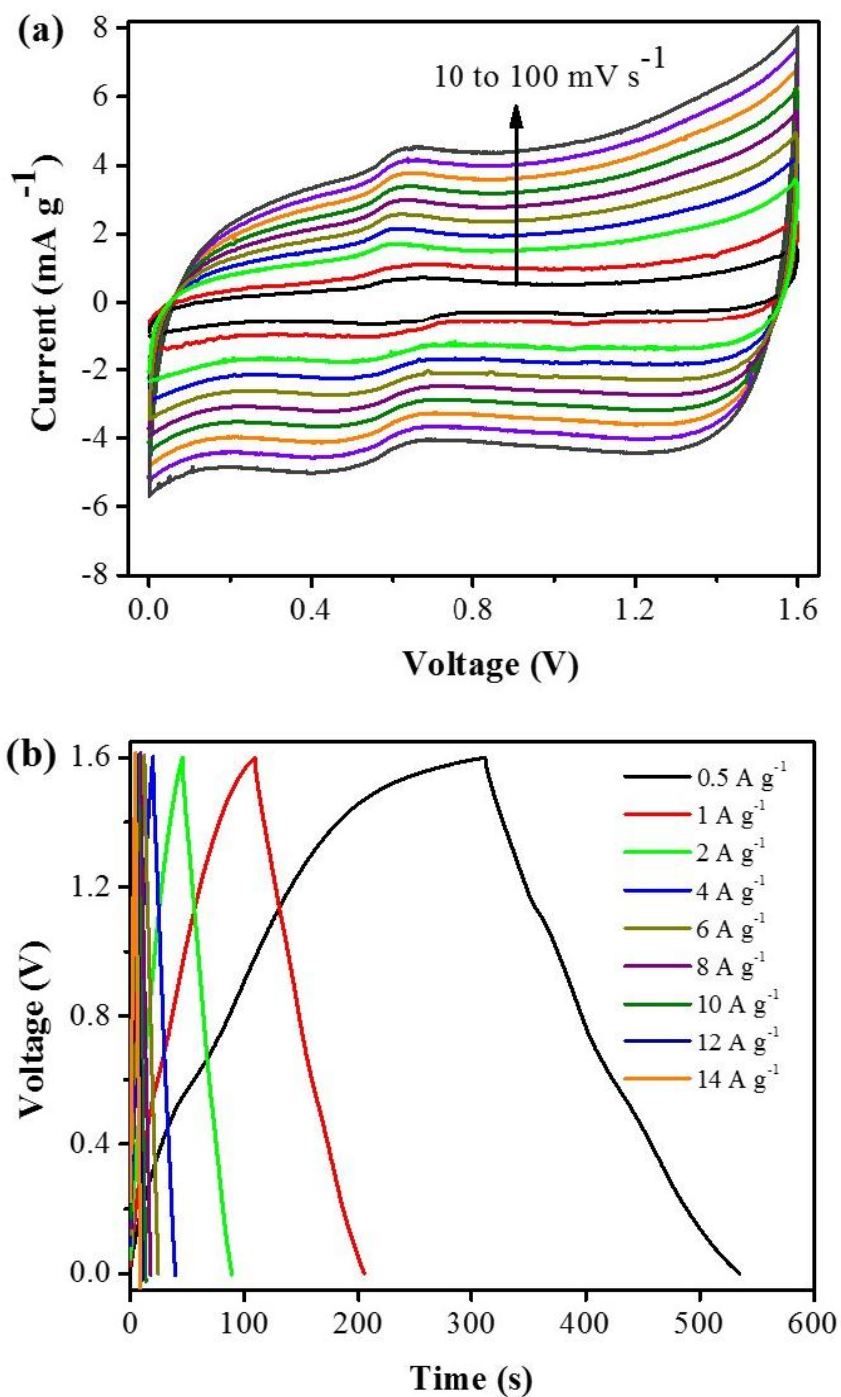 (a)
8
6
4
2
0
-2
-4
-6
-8
Current (mA g⁻¹)
10 to 100 mV s⁻¹
0.0 0.4 0.8 1.2 1.6
Voltage (V)
(b)
1.6
1.2
0.8
0.4
0.0
Voltage (V)
0.5 A g⁻¹
1 A g⁻¹
2 A g⁻¹
4 A g⁻¹
6 A g⁻¹
8 A g⁻¹
10 A g⁻¹
12 A g⁻¹
14 A g⁻¹
0 100 200 300 400 500 600
Time (s)